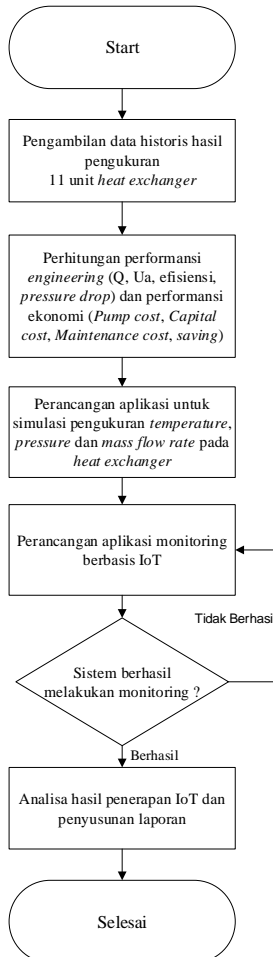 Start
Pengambilan data historis hasil
pengukuran
11 unit heat exchanger
Perhitungan performansi
engineering (Q, Ua, efisiensi,
pressure drop) dan performansi
ekonomi (Pump cost, Capital
cost, Maintenance cost, saving)
Perancangan aplikasi untuk
simulasi pengukuran temperature,
pressure dan mass flow rate pada
heat exchanger
Perancangan aplikasi monitoring
berbasis IoT
Tidak Berhasi
Sistem berhasil
melakukan monitoring ?
Berhasil
Analisa hasil penerapan IoT dan
penyusunan laporan
Selesai